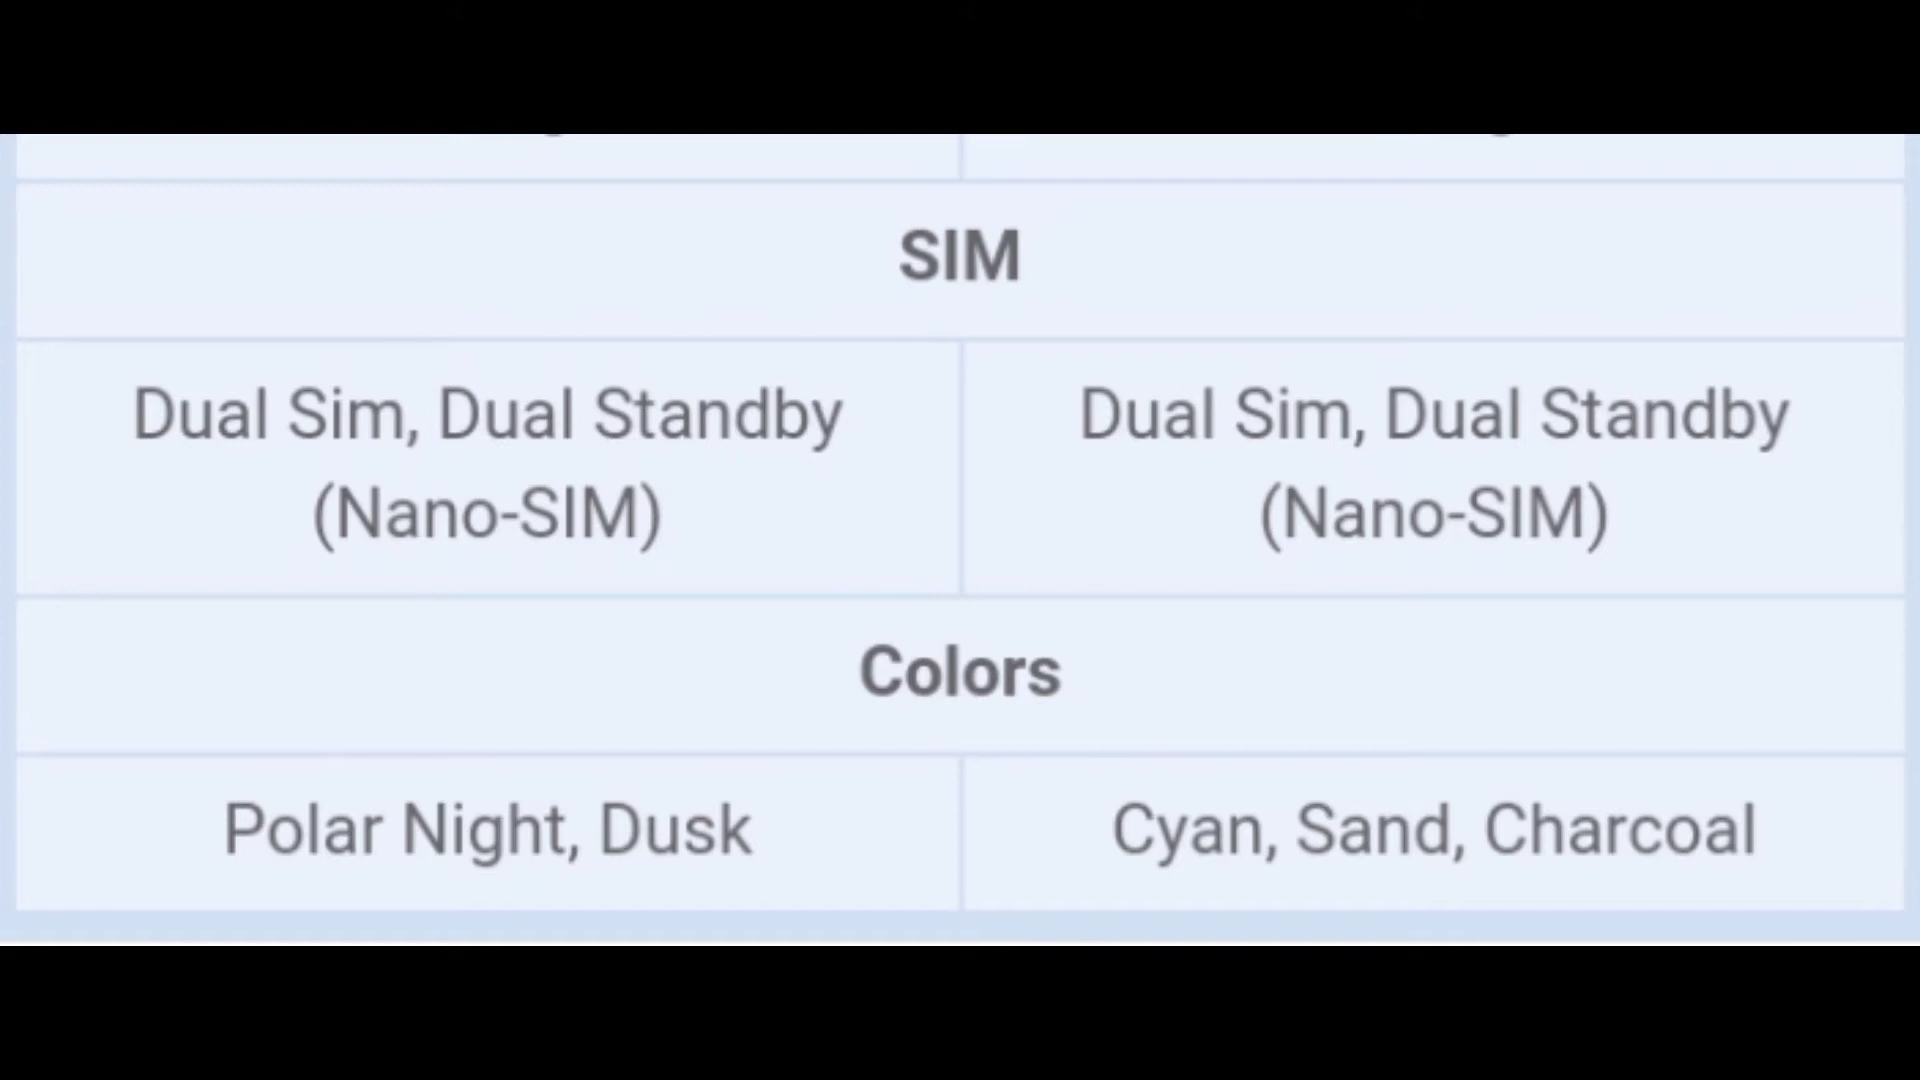 SIM
Dual Sim, Dual Standby
(Nano-SIM)
Dual Sim, Dual Standby
(Nano-SIM)
Colors
Polar Night, Dusk
Cyan, Sand, Charcoal